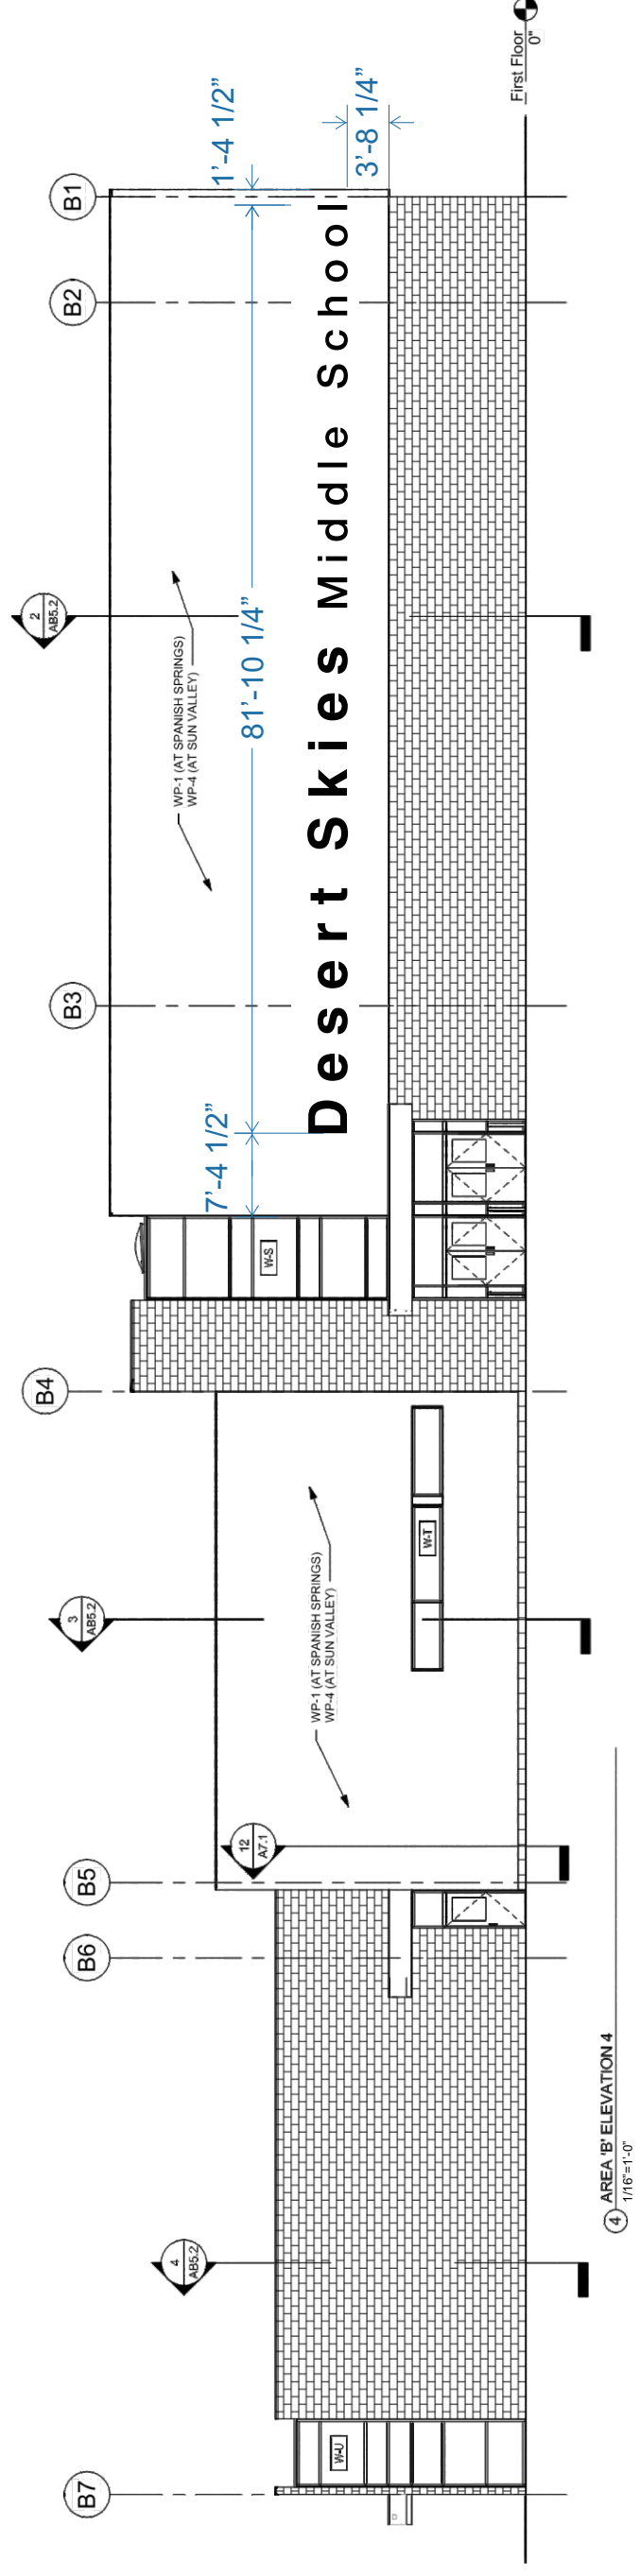 B7
B6
B5
B4
B3
B2
B1
4
AB5.2
12
A7.1
3
AB5.2
2
AB5.2
WP-1 (AT SPANISH SPRINGS)
WP-4 (AT SUN VALLEY)
WP-1 (AT SPANISH SPRINGS)
WP-4 (AT SUN VALLEY)
7’-4 1/2”
81’-10 1/4”
1’-4 1/2”
3’-8 1/4”
Desert Skies Middle School
W-U
W-T
W-S
First Floor
0"
4
AREA 'B' ELEVATION 4
1/16"=1'-0"